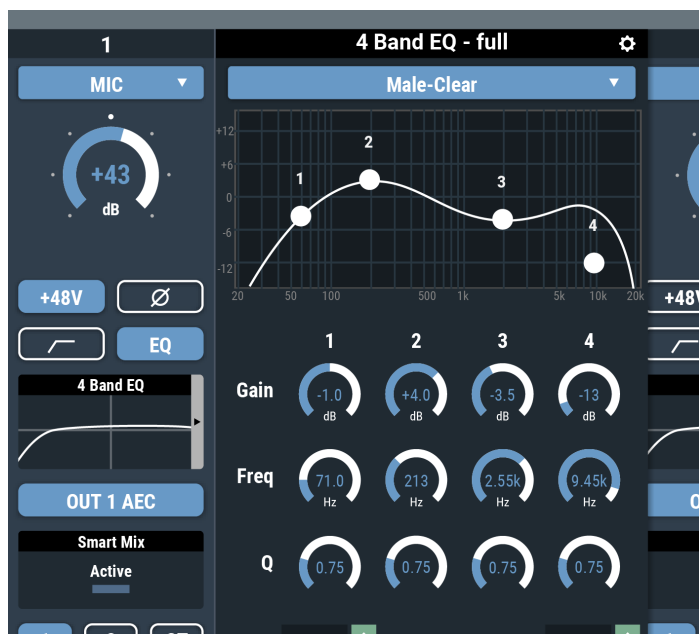 1
4 Band EQ - full
MIC
Male-Clear
+43
dB
+12
+6
0
-6
-12
1
2
3
4
20 50 100 500 1k 5k 10k 20k
+48V
Ø
EQ
+48V
4 Band EQ
OUT 1 AEC
Smart Mix
Active
1 2 3 4
Gain -1.0 dB +4.0 dB -3.5 dB -13 dB
Freq 71.0 Hz 213 Hz 2.55k Hz 9.45k Hz
Q 0.75 0.75 0.75 0.75